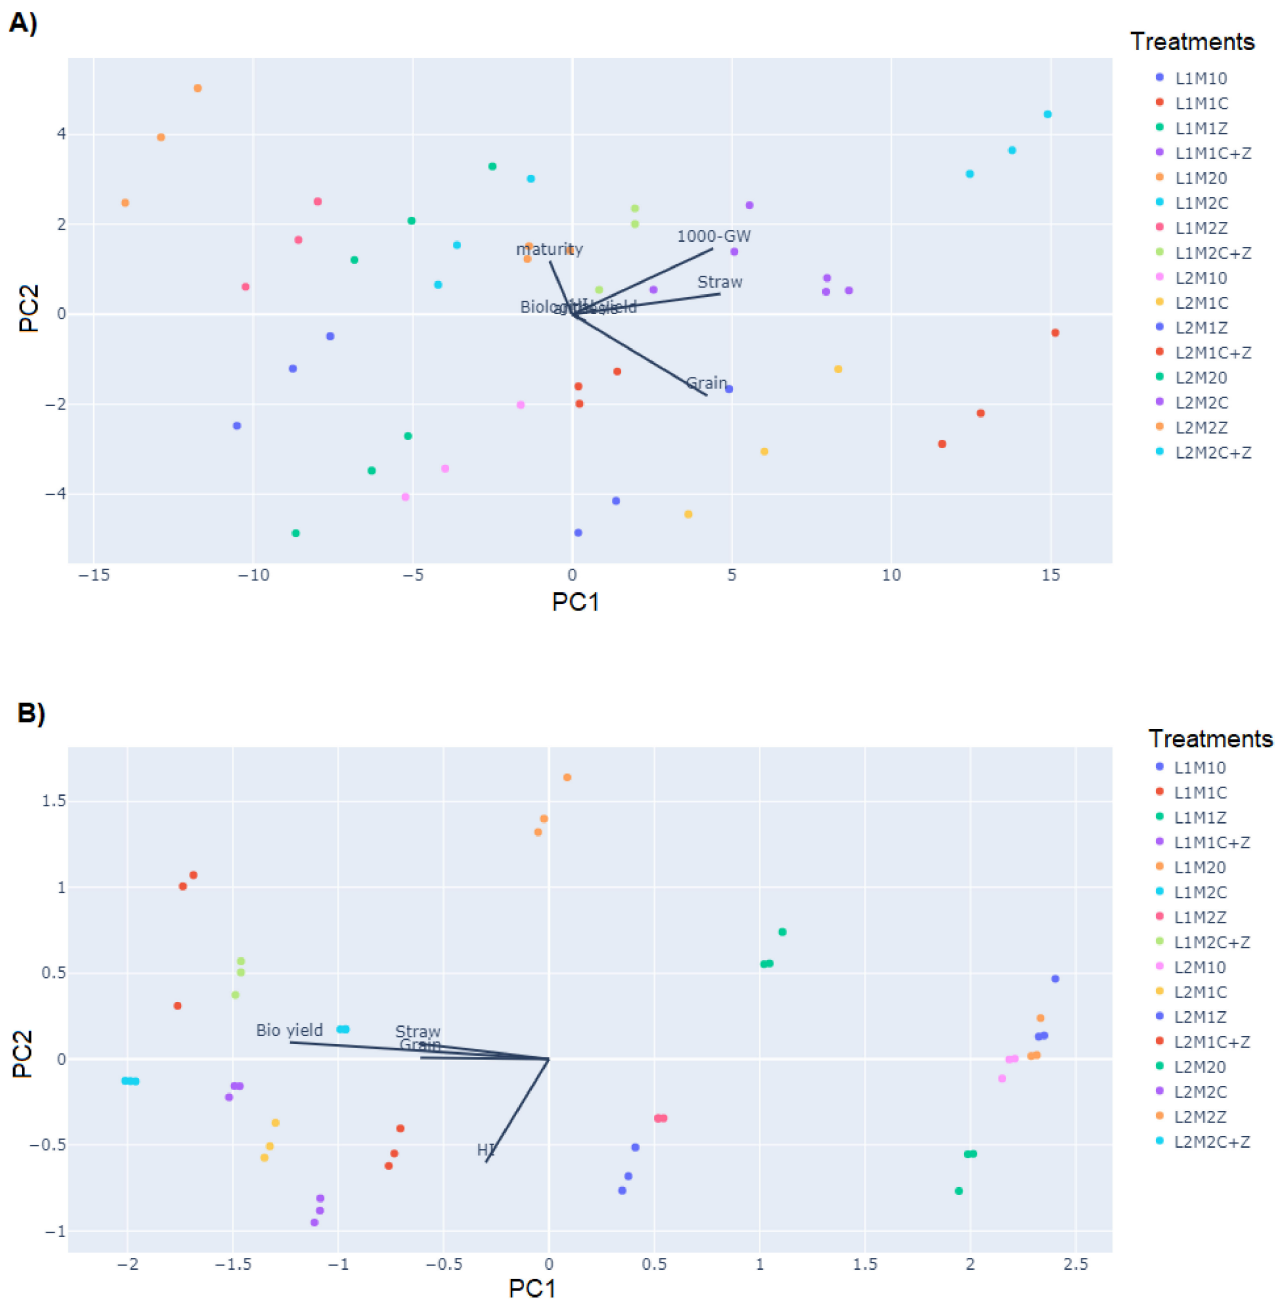 A)
Treatments
L1M10
L1M1C
L1M1Z
L1M1C+Z
L1M20
L1M2C
L1M2Z
L1M2C+Z
L2M10
L2M1C
L2M1Z
L2M1C+Z
L2M20
L2M2C
L2M2Z
L2M2C+Z
4
2
0
−2
−4
PC2
maturity
1000-GW
Straw
HI
Grain
−15
−10
−5
0
5
10
15
PC1
B)
Treatments
L1M10
L1M1C
L1M1Z
L1M1C+Z
L1M20
L1M2C
L1M2Z
L1M2C+Z
L2M10
L2M1C
L2M1Z
L2M1C+Z
L2M20
L2M2C
L2M2Z
L2M2C+Z
1.5
1
0.5
0
−0.5
−1
PC2
Bio yield
Straw
Grain
HI
−2
−1.5
−1
−0.5
0
0.5
1
1.5
2
2.5
PC1